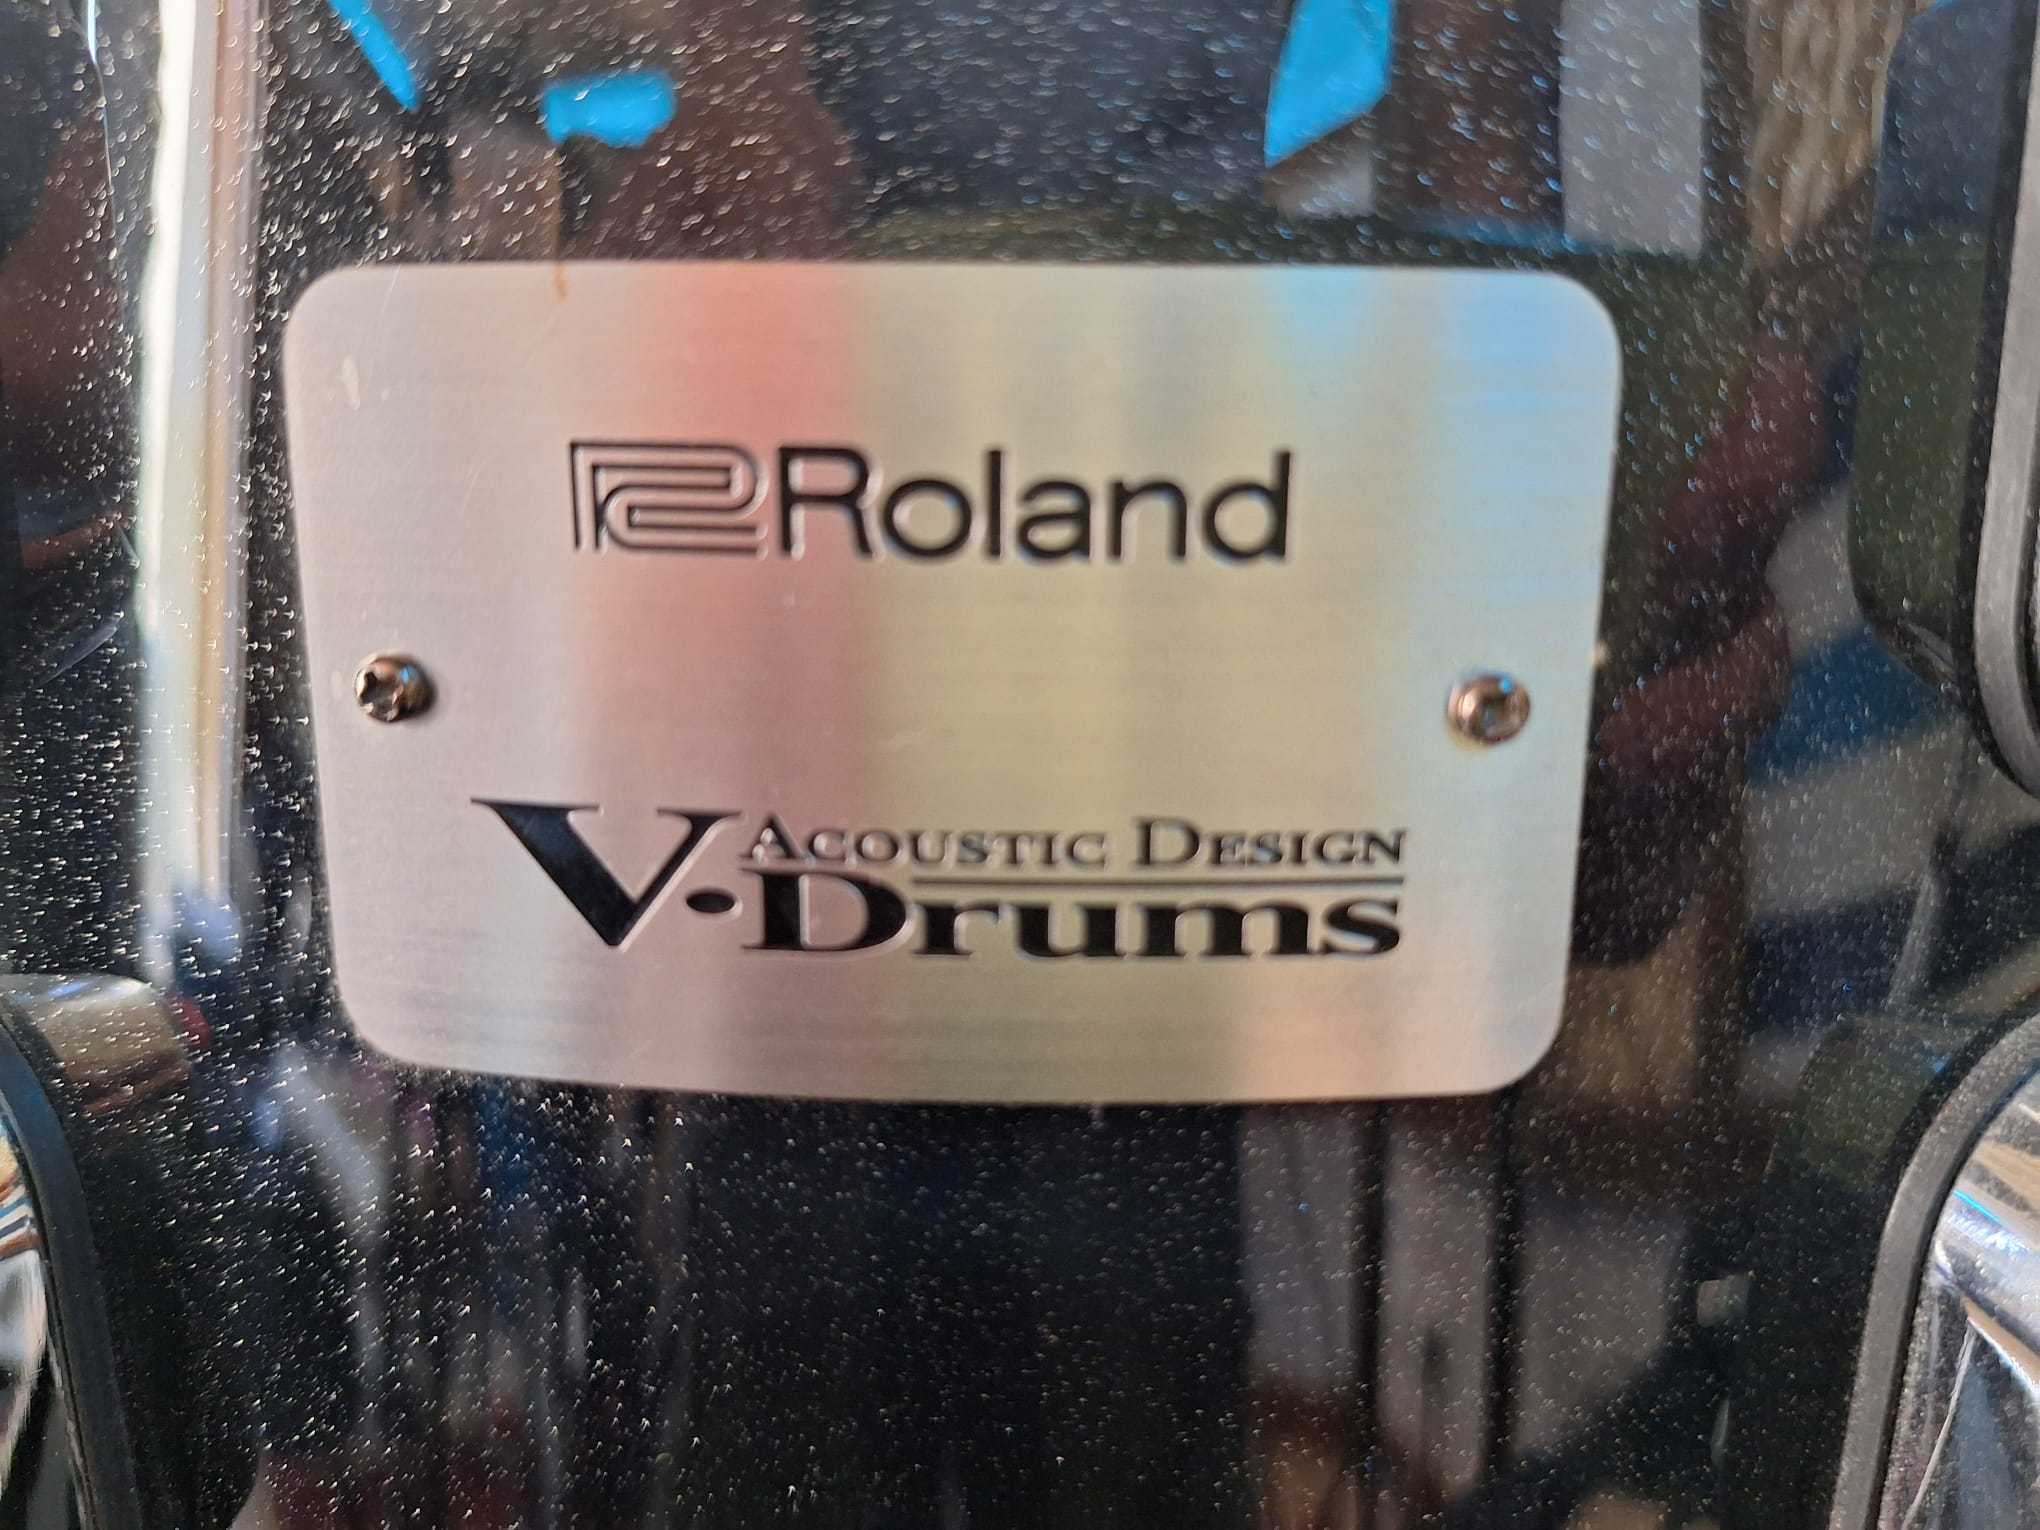 Roland
V-Drums
Acoustic Design